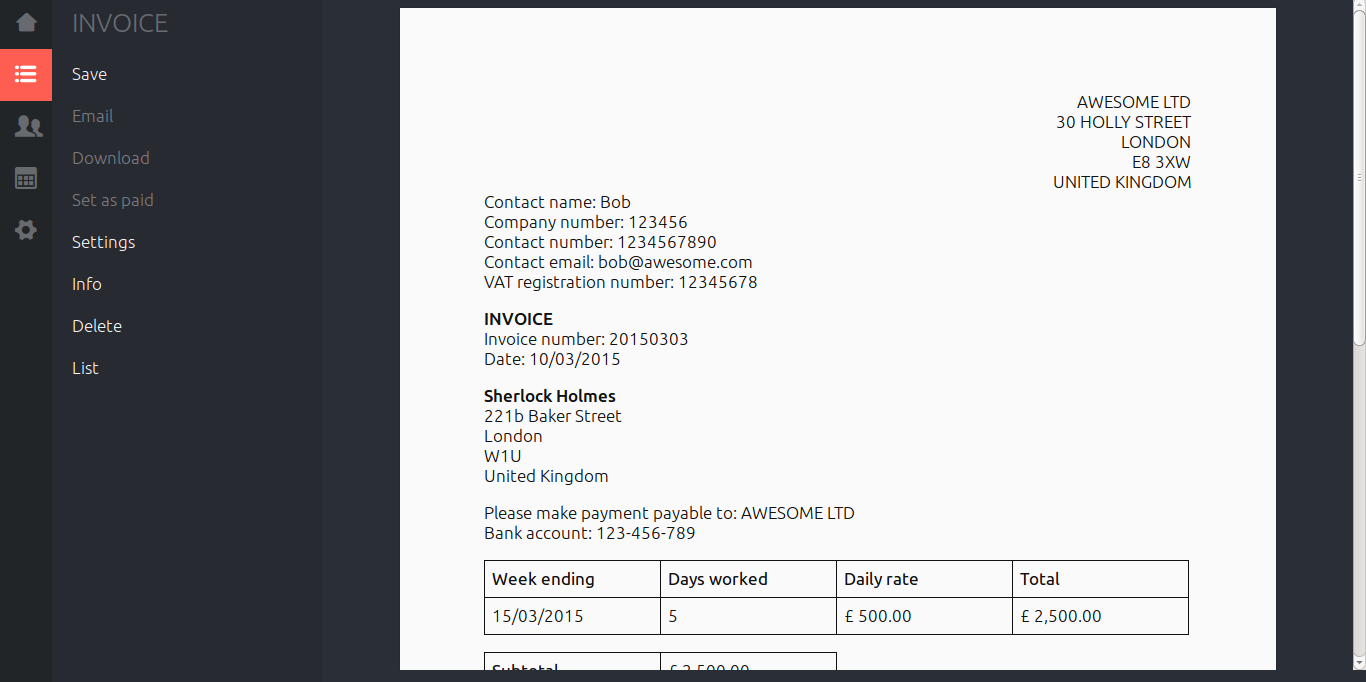 INVOICE
Save
Email
Download
Set as paid
Settings
Info
Delete
List
AWESOME LTD
30 HOLLY STREET
LONDON
E8 3XW
UNITED KINGDOM
Contact name: Bob
Company number: 123456
Contact number: 1234567890
Contact email: bob@awesome.com
VAT registration number: 12345678
INVOICE
Invoice number: 20150303
Date: 10/03/2015
Sherlock Holmes
221b Baker Street
London
W1U
United Kingdom
Please make payment payable to: AWESOME LTD
Bank account: 123-456-789
Week ending Days worked Daily rate Total
15/03/2015 5 £ 500.00 £ 2,500.00
Subtotal £ 2,500.00